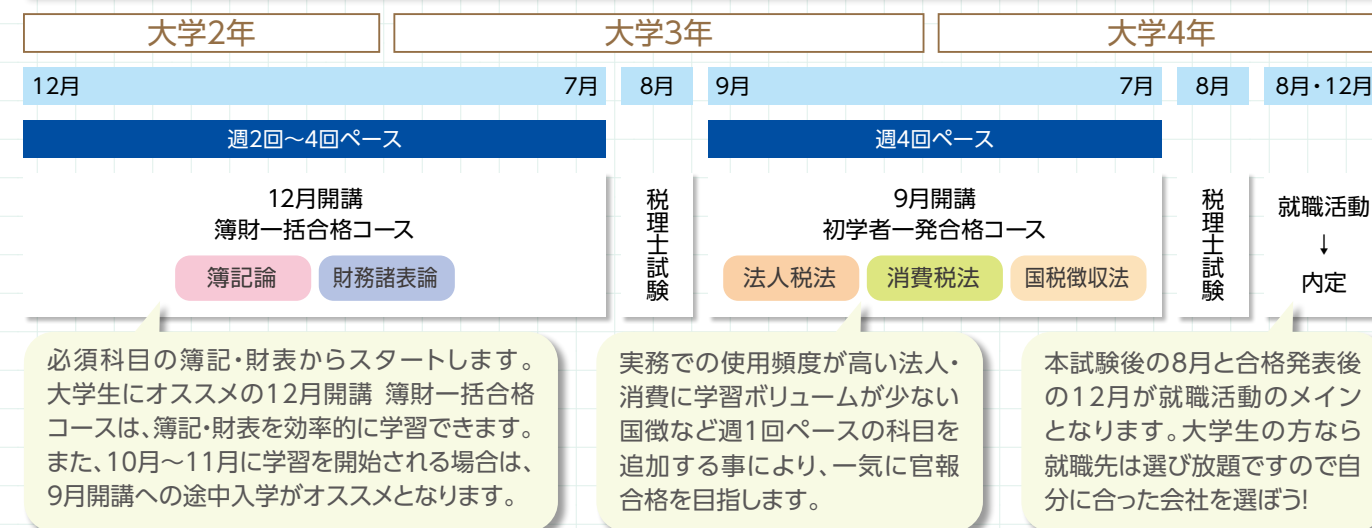 大学2年
大学3年
大学4年
12月 7月
8月
9月 7月
8月
8月・12月
週2回～4回ペース
週4回ペース
12月開講
簿財一括合格コース
簿記論
財務諸表論
税理士試験
9月開講
初学者一発合格コース
法人税法
消費税法
国税徴収法
税理士試験
就職活動
↓
内定
必須科目の簿記・財表からスタートします。
大学生にオススメの12月開講 簿財一括合格
コースは、簿記・財表を効率的に学習できます。
また、10月～11月に学習を開始される場合は、
9月開講への途中入学がオススメとなります。
実務での使用頻度が高い法人・
消費に学習ボリュームが少ない
国徴など週1回ペースの科目を
追加する事により、一気に官報
合格を目指します。
本試験後の8月と合格発表後
の12月が就職活動のメイン
となります。大学生の方なら
就職先は選び放題ですので自
分に合った会社を選ぼう!